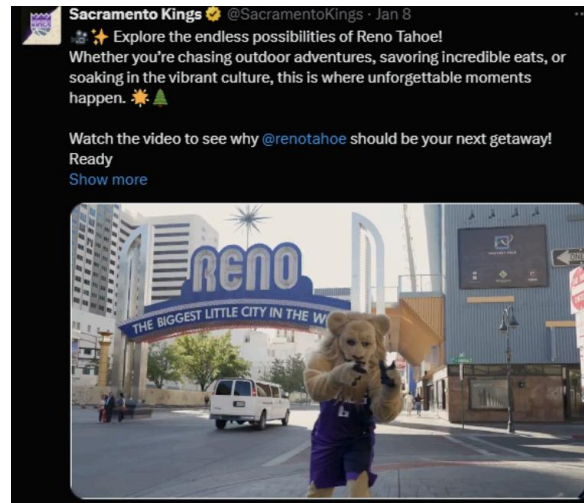 Sacramento Kings @SacramentoKings · Jan 8
🎥✨ Explore the endless possibilities of Reno Tahoe!
Whether you’re chasing outdoor adventures, savoring incredible eats, or
soaking in the vibrant culture, this is where unforgettable moments
happen. ☀️🌲
Watch the video to see why @renotahoe should be your next getaway!
Ready
Show more
RENO
THE BIGGEST LITTLE CITY IN THE W
ONE